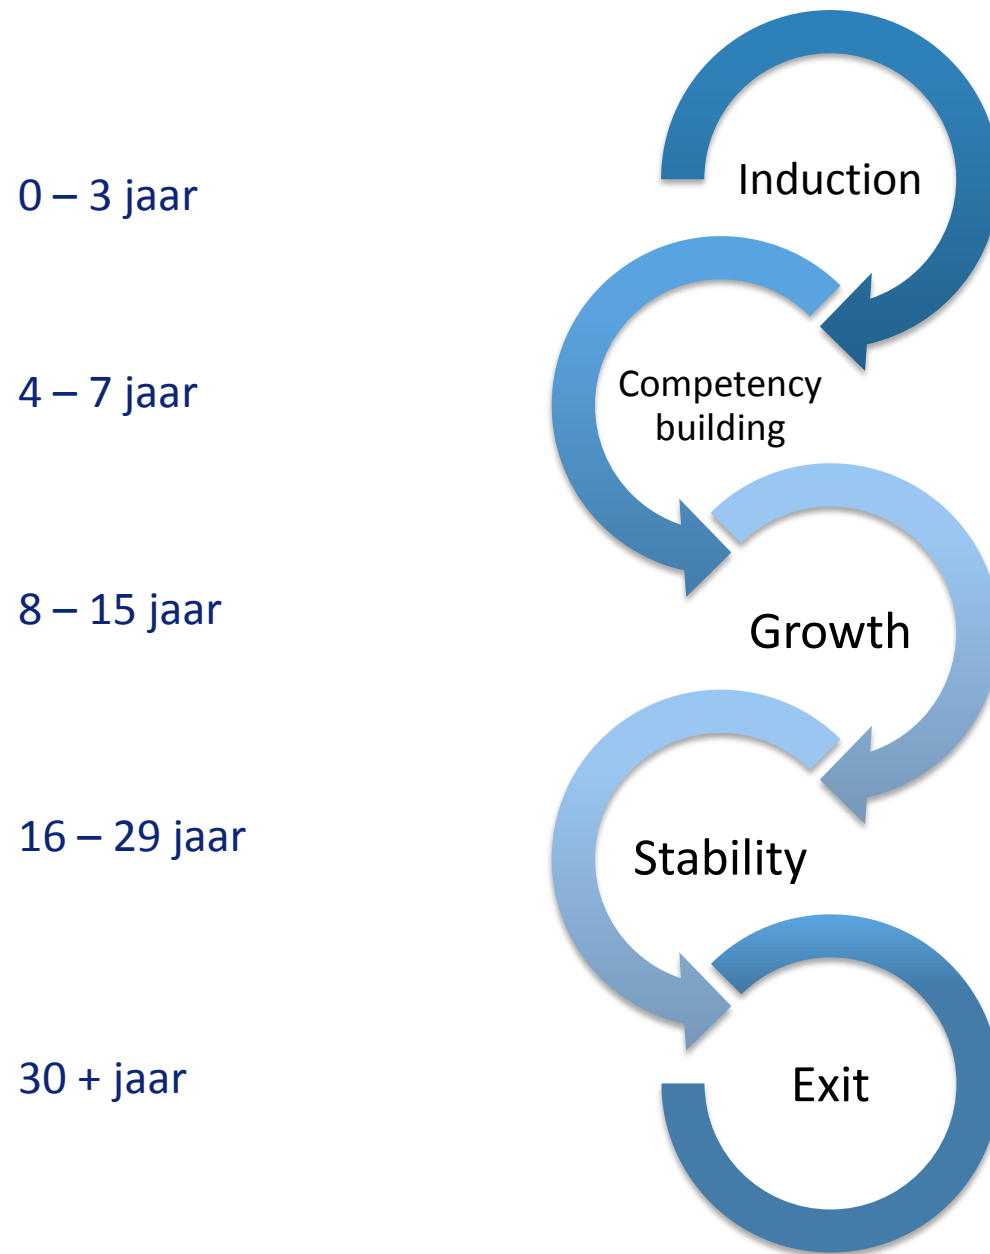 0 – 3 jaar
Induction
4 – 7 jaar
Competency
building
8 – 15 jaar
Growth
16 – 29 jaar
Stability
30 + jaar
Exit